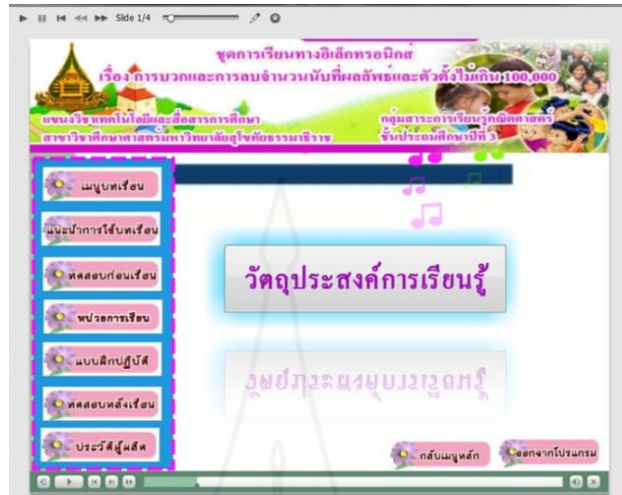 Slide 1/4
ชุดการเรียนทางอิเล็กทรอนิกส์
เรื่อง การบวกและการลบจำนวนนับที่ผลลัพธ์และตัวตั้งไม่เกิน 100,000
แขนงวิชาเทคโนโลยีและสื่อสารการศึกษา
กลุ่มสาระการเรียนรู้คณิตศาสตร์
สาขาวิชาศึกษาศาสตร์มหาวิทยาลัยสุโขทัยธรรมาธิราช
ชั้นประถมศึกษาปีที่ 3
เมนูบทเรียน
แนะนำการใช้บทเรียน
ทดสอบก่อนเรียน
หน่วยการเรียน
แบบฝึกปฏิบัติ
ทดสอบหลังเรียน
ประวัติผู้ผลิต
วัตถุประสงค์การเรียนรู้
กลับเมนูหลัก
ออกจากโปรแกรม